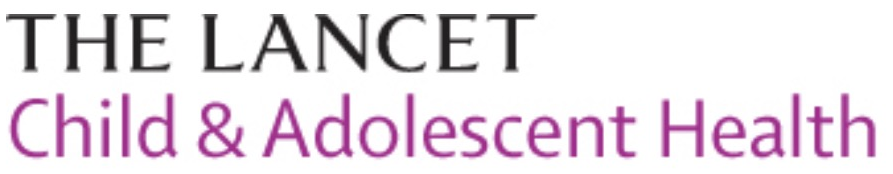 THE LANCET
Child & Adolescent Health